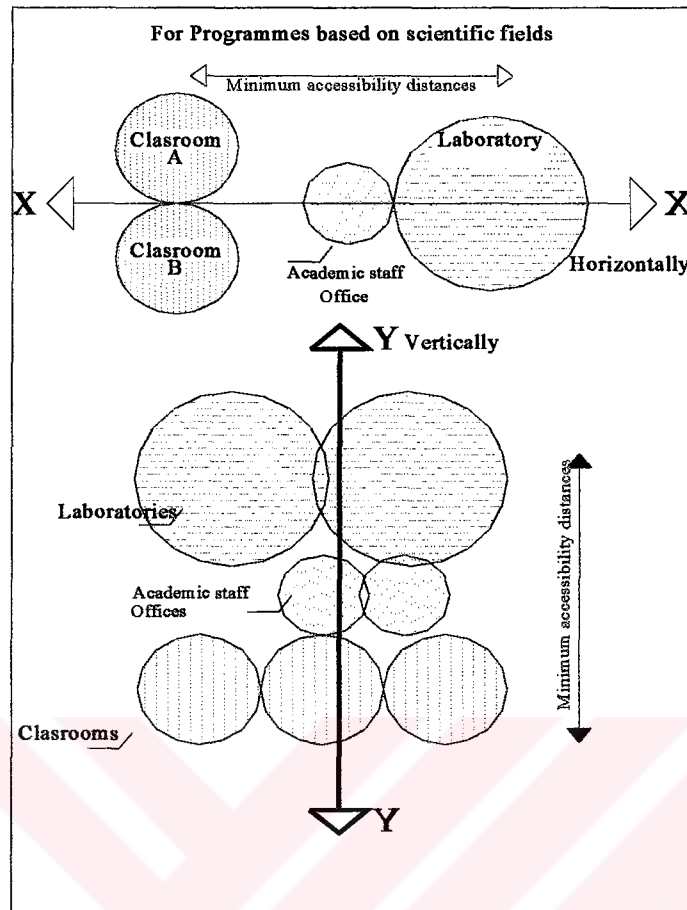 For Programmes based on scientific fields
Minimum accessibility distances
Clasroom
A
Laboratory
X
X
Clasroom
B
Academic staff
Office
Horizontally
Y Vertically
Laboratories
Minimum accessibility distances
Academic staff
Offices
Clasrooms
Y